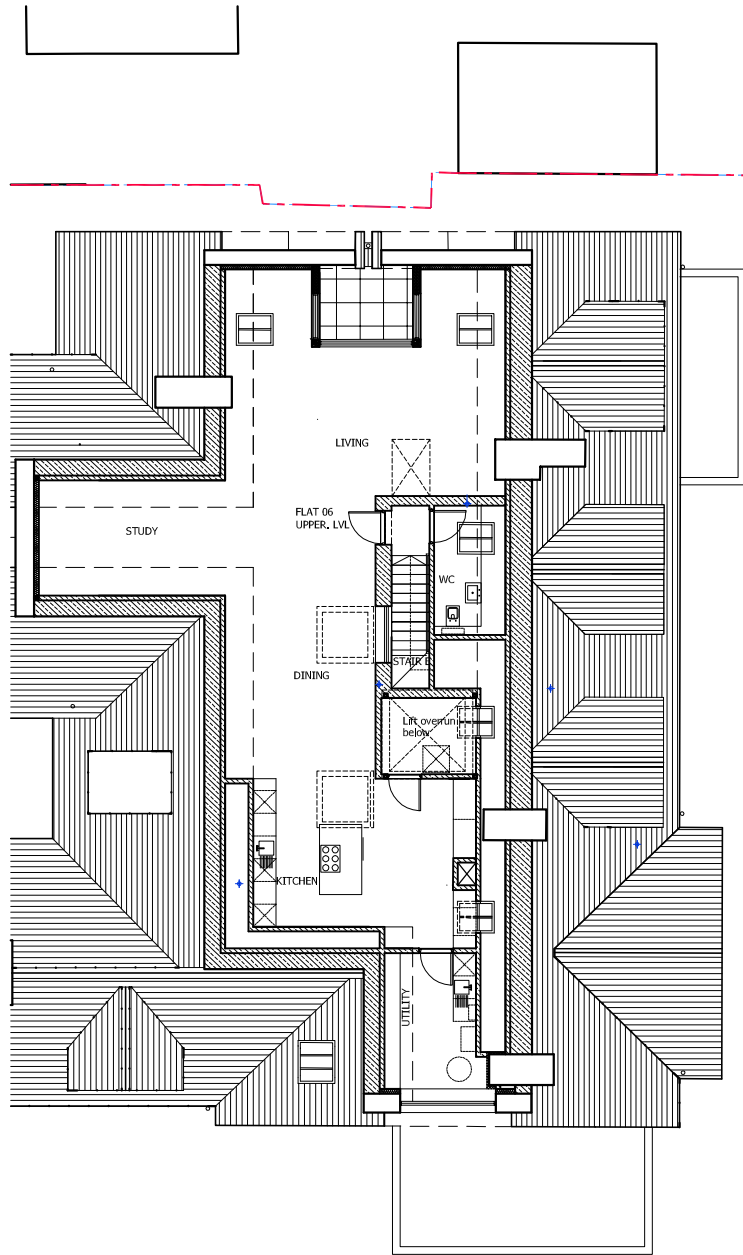 LIVING
FLAT 06
UPPER. LVL
STUDY
WC
STAIR
DINING
Lift overrun
below
KITCHEN
UTILITY